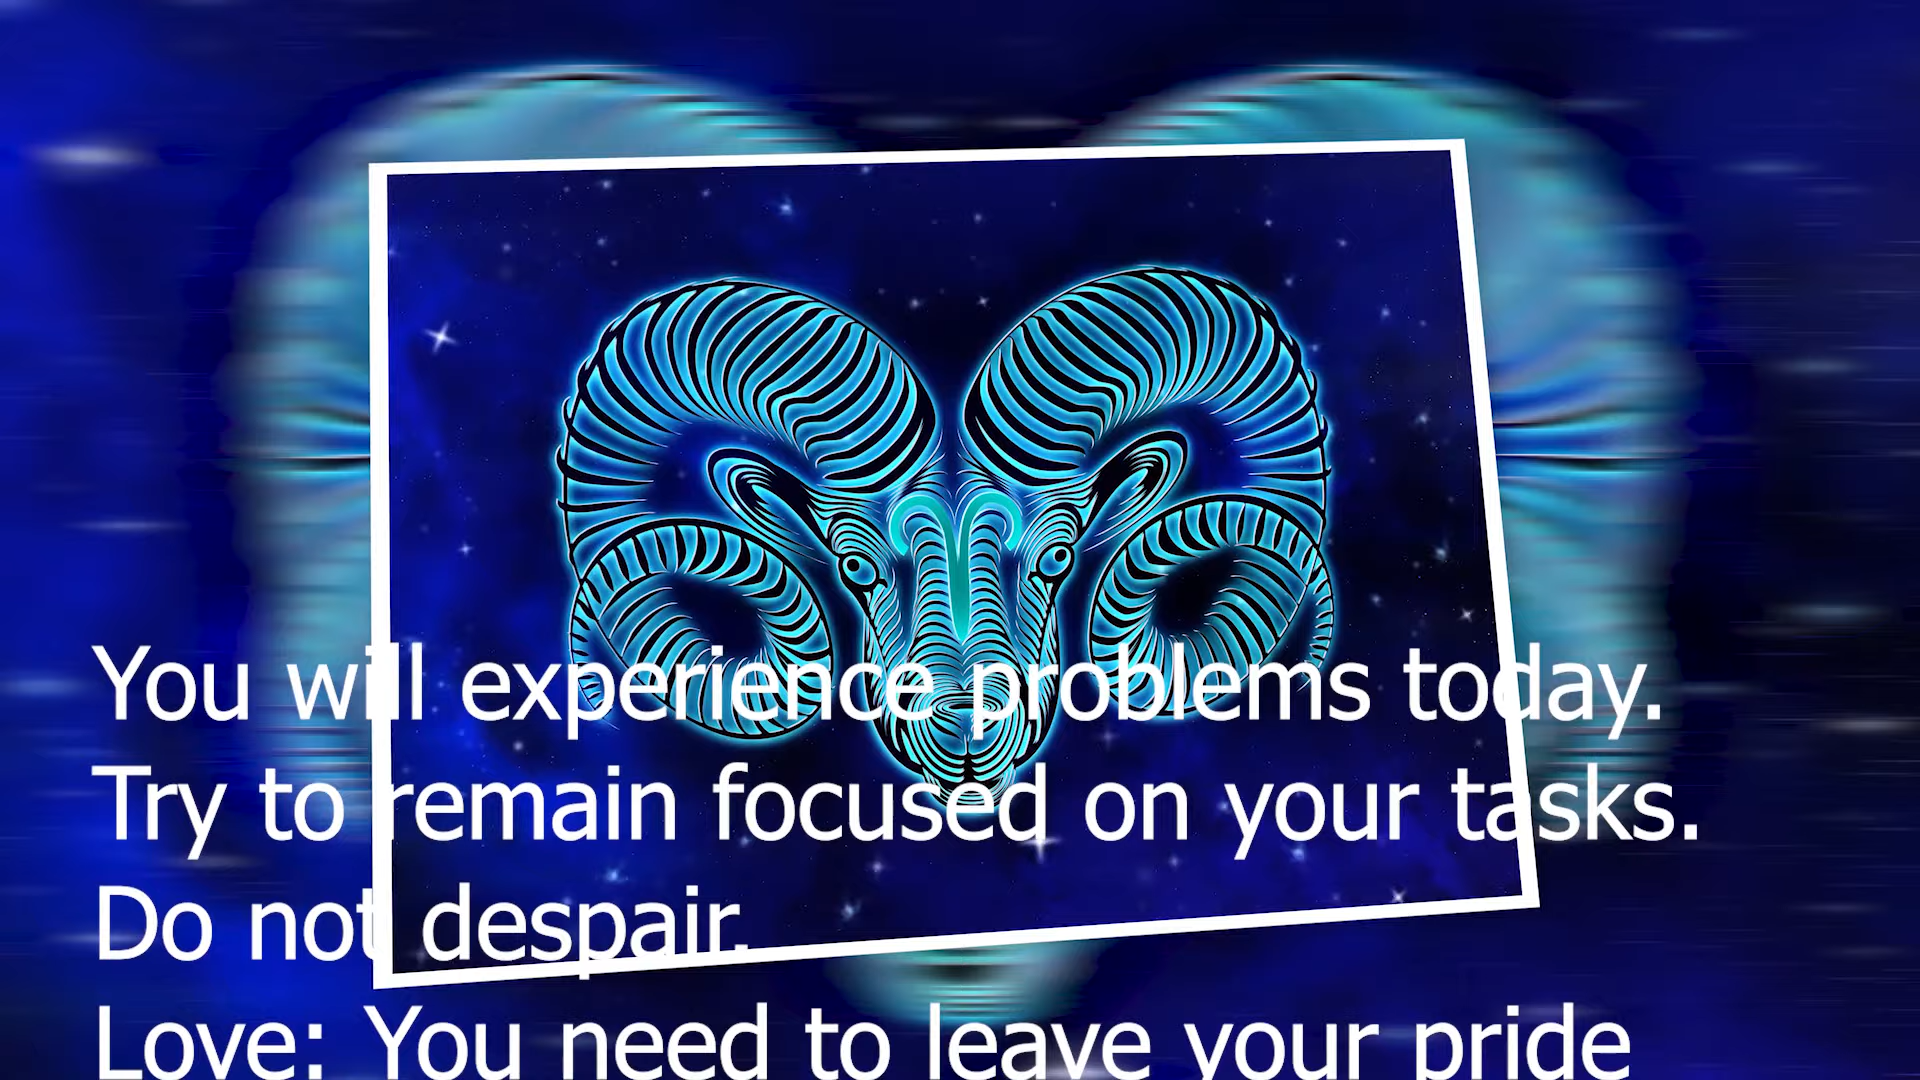 You will experience problems today.
Try to remain focused on your tasks.
Do not despair.
Love: You need to leave your pride